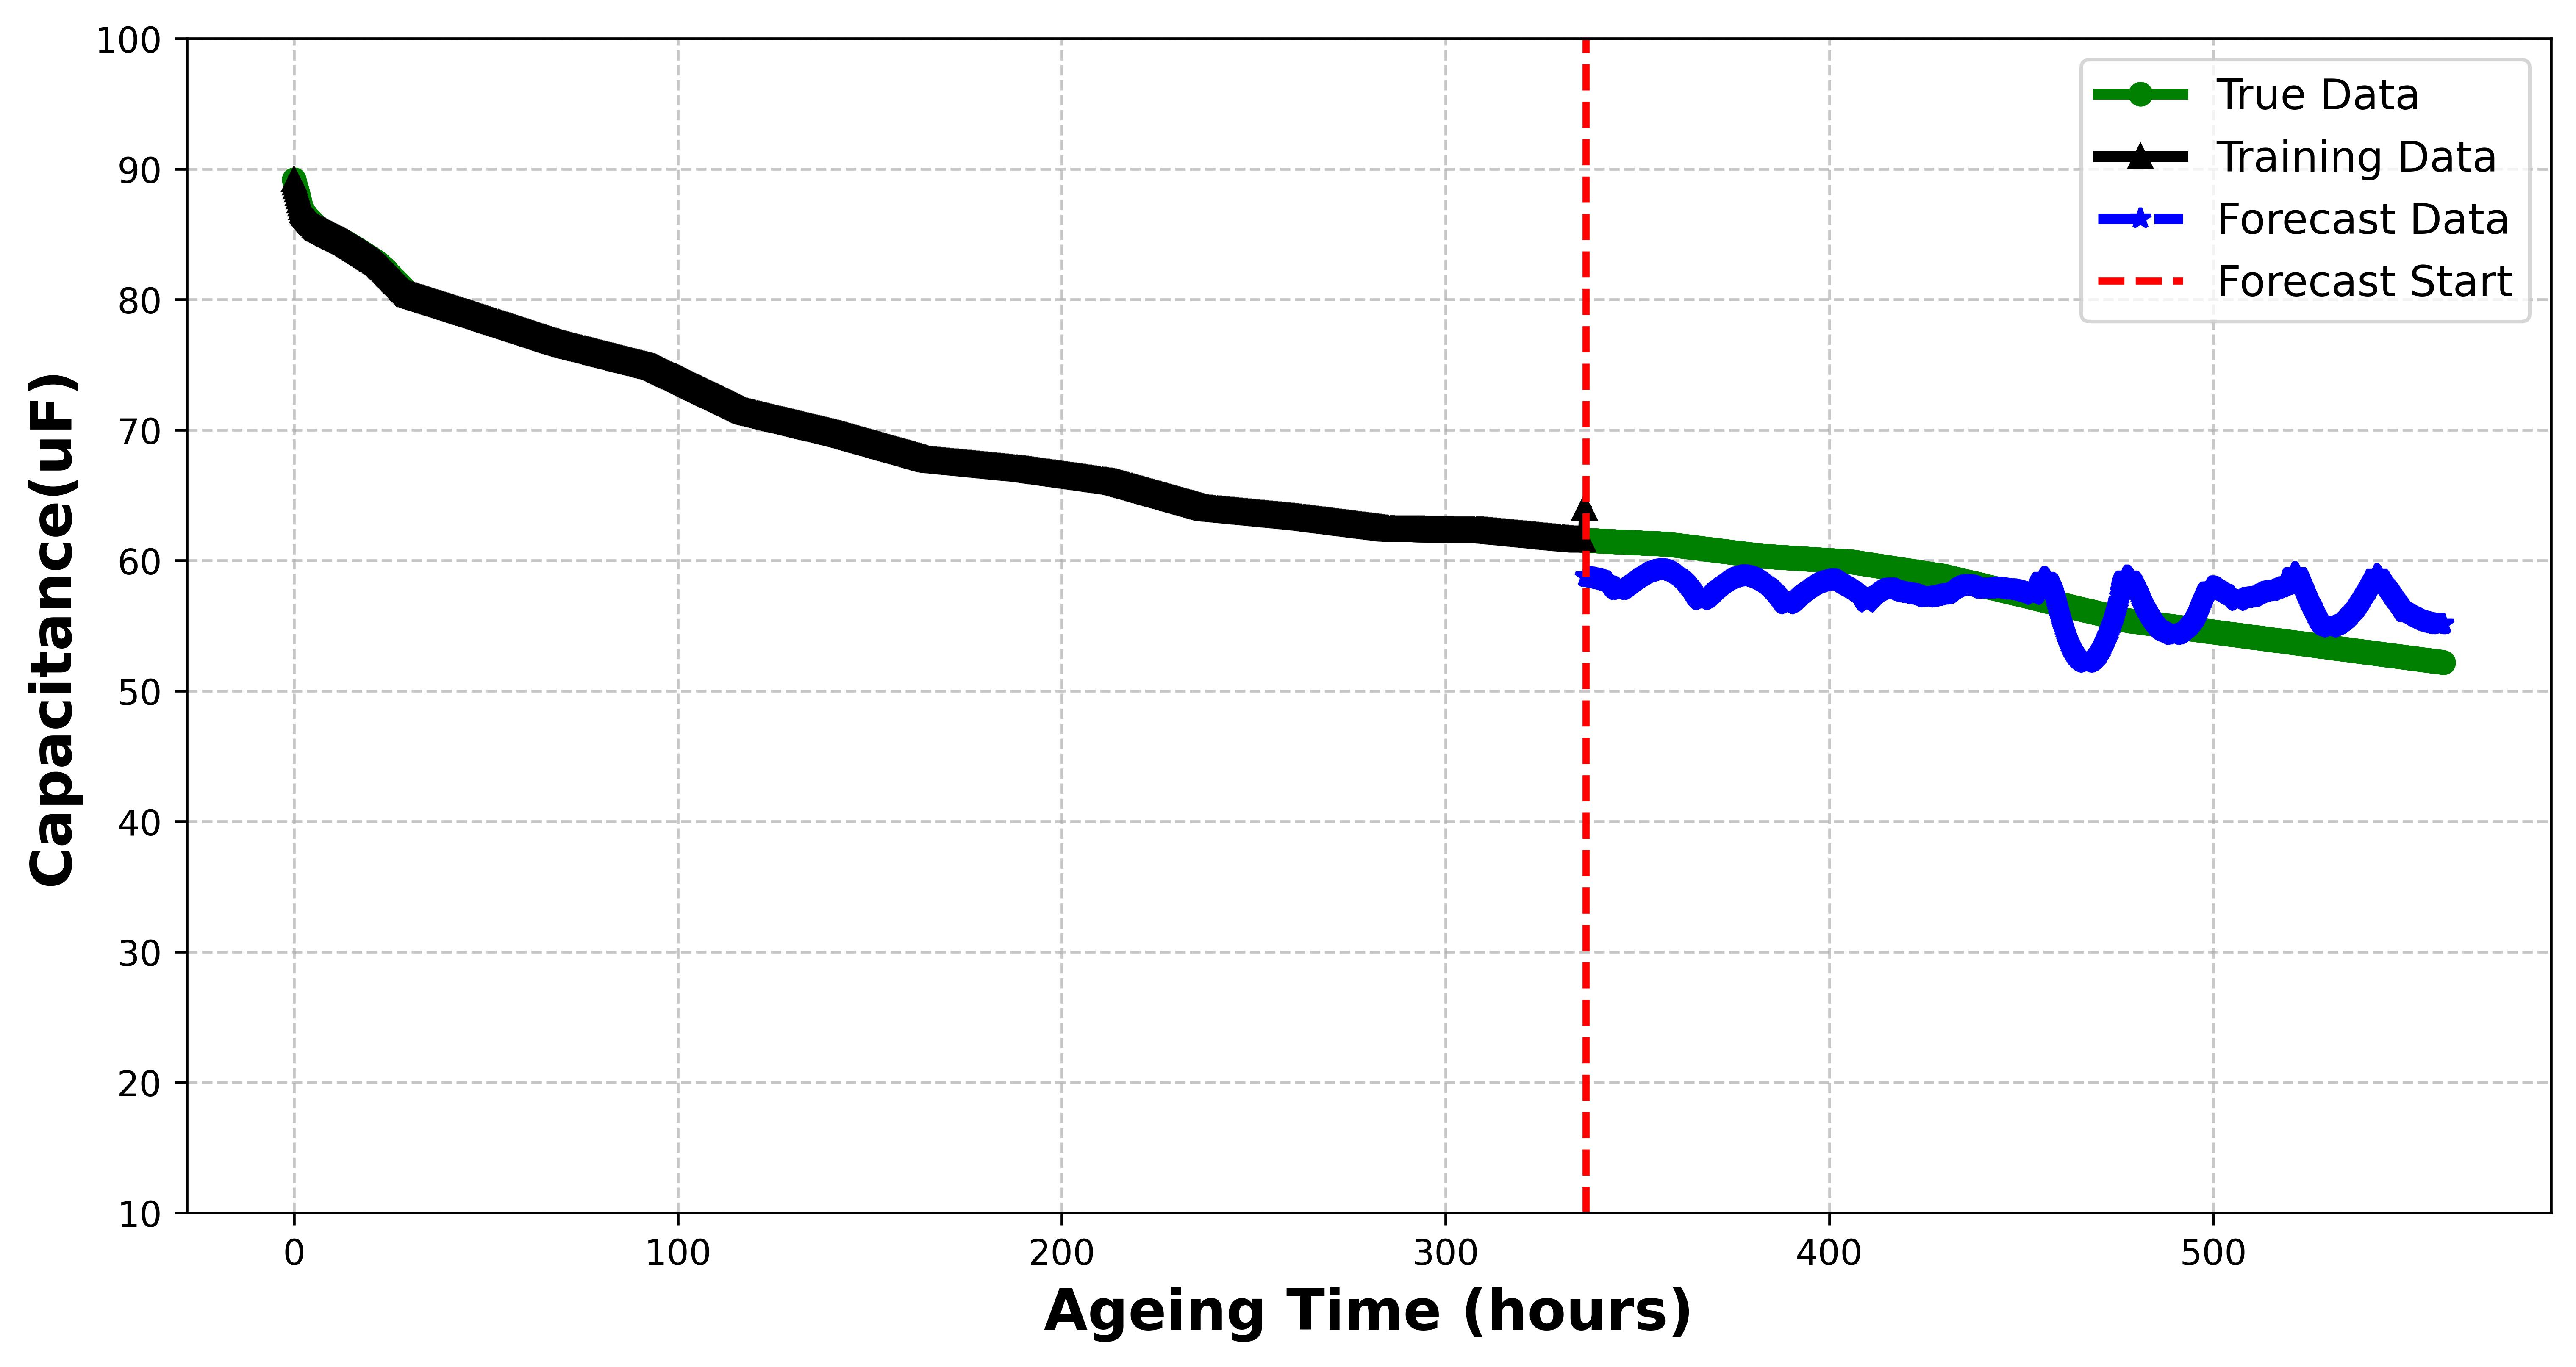 100
90
80
70
60
50
40
30
20
10
Capacitance(uF)
0 100 200 300 400 500
Ageing Time (hours)
True Data
Training Data
Forecast Data
Forecast Start